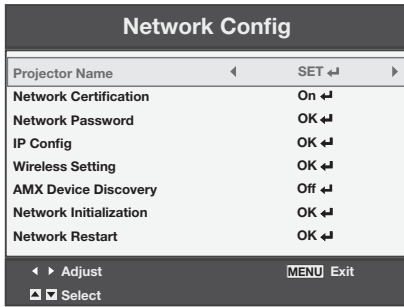 Network Config
Projector Name SET
Network Certification On
Network Password OK
IP Config OK
Wireless Setting OK
AMX Device Discovery Off
Network Initialization OK
Network Restart OK
Adjust MENU Exit
Select